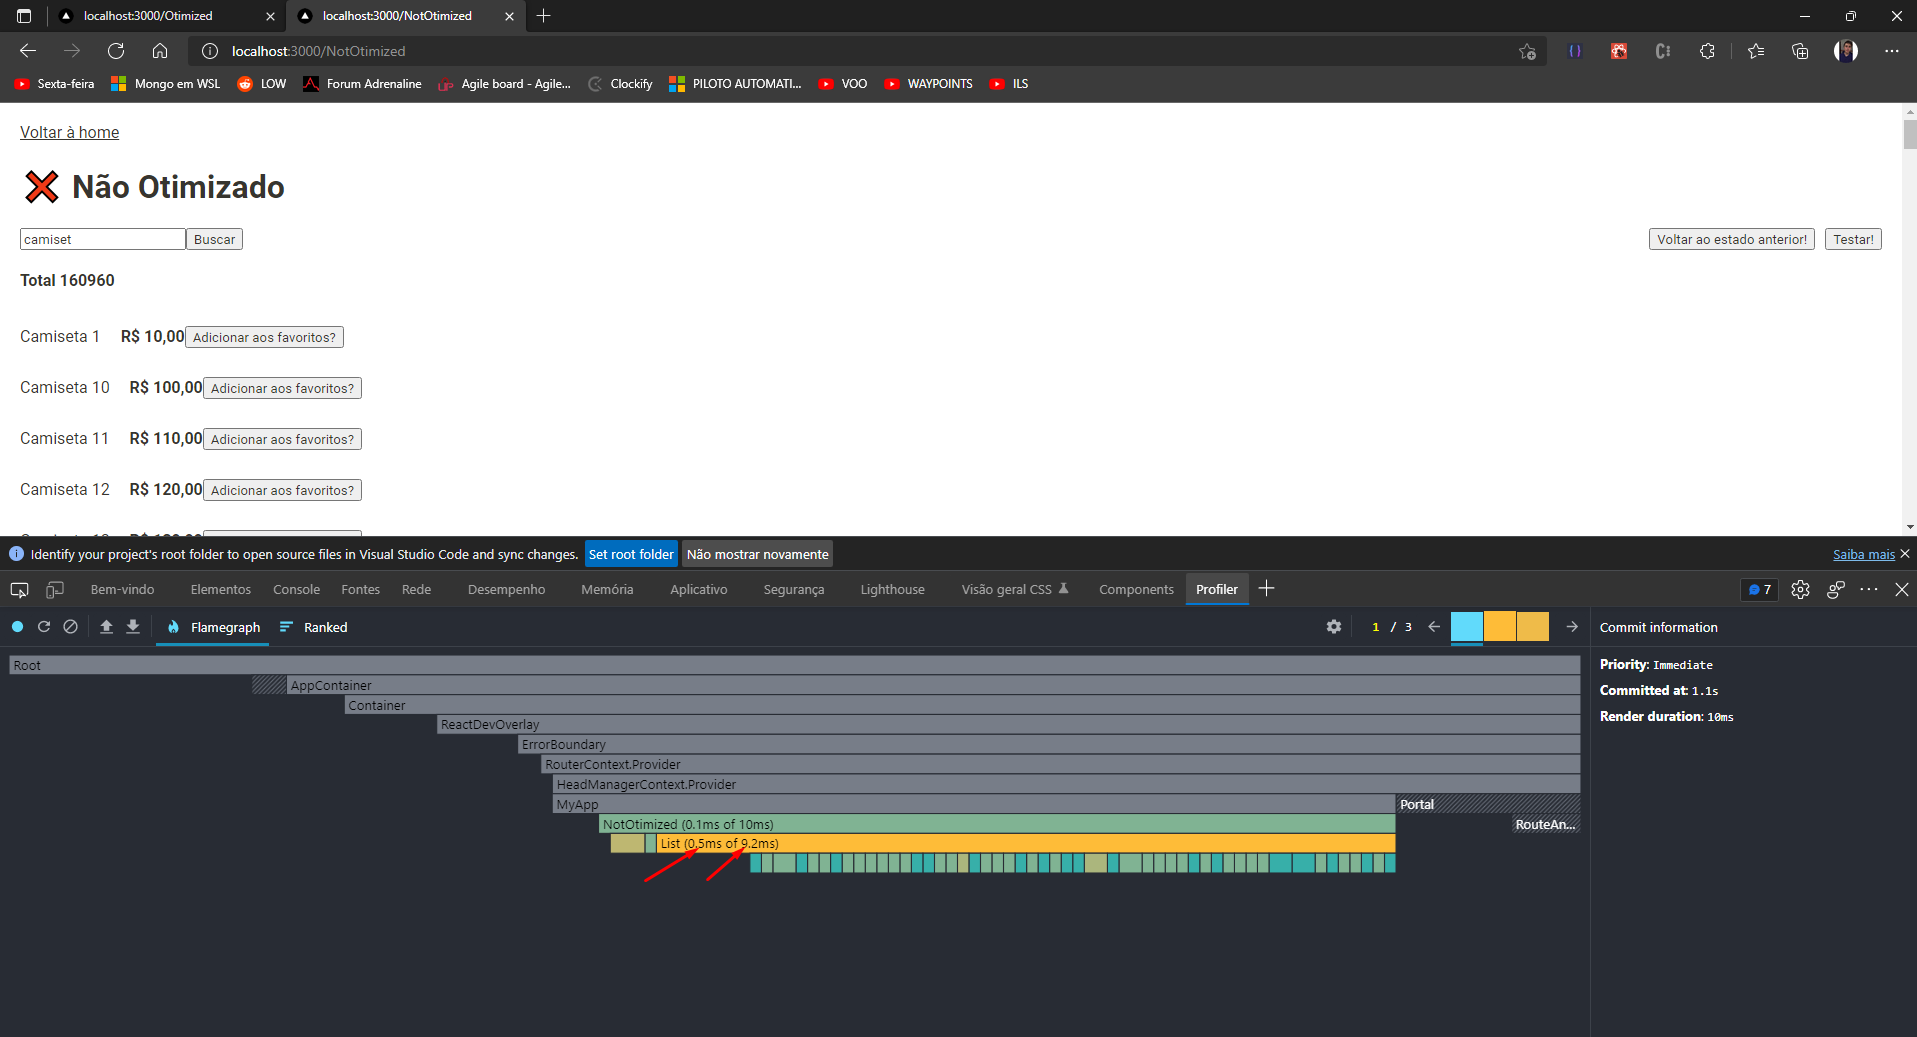 localhost:3000/Otimized
localhost:3000/NotOtimized
localhost:3000/NotOtimized
Sexta-feira Mongo em WSL LOW Forum Adrenaline Agile board - Agile... Clockify PILOTO AUTOMATI... VOO WAYPOINTS ILS
Voltar à home
❌ Não Otimizado
camiset Buscar Voltar ao estado anterior! Testar!
Total 160960
Camiseta 1 R$ 10,00 Adicionar aos favoritos?
Camiseta 10 R$ 100,00 Adicionar aos favoritos?
Camiseta 11 R$ 110,00 Adicionar aos favoritos?
Camiseta 12 R$ 120,00 Adicionar aos favoritos?
Identify your project's root folder to open source files in Visual Studio Code and sync changes. Set root folder Não mostrar novamente Saiba mais
Bem-vindo Elementos Console Fontes Rede Desempenho Memória Aplicativo Segurança Lighthouse Visão geral CSS Components Profiler 7
Flamegraph Ranked 1 / 3 Commit information
Root
AppContainer
Container
ReactDevOverlay
ErrorBoundary
RouterContext.Provider
HeadManagerContext.Provider
MyApp Portal
NotOtimized (0.1ms of 10ms) RouteAn...
List (0.5ms of 9.2ms)
Priority: Immediate
Committed at: 1.1s
Render duration: 10ms